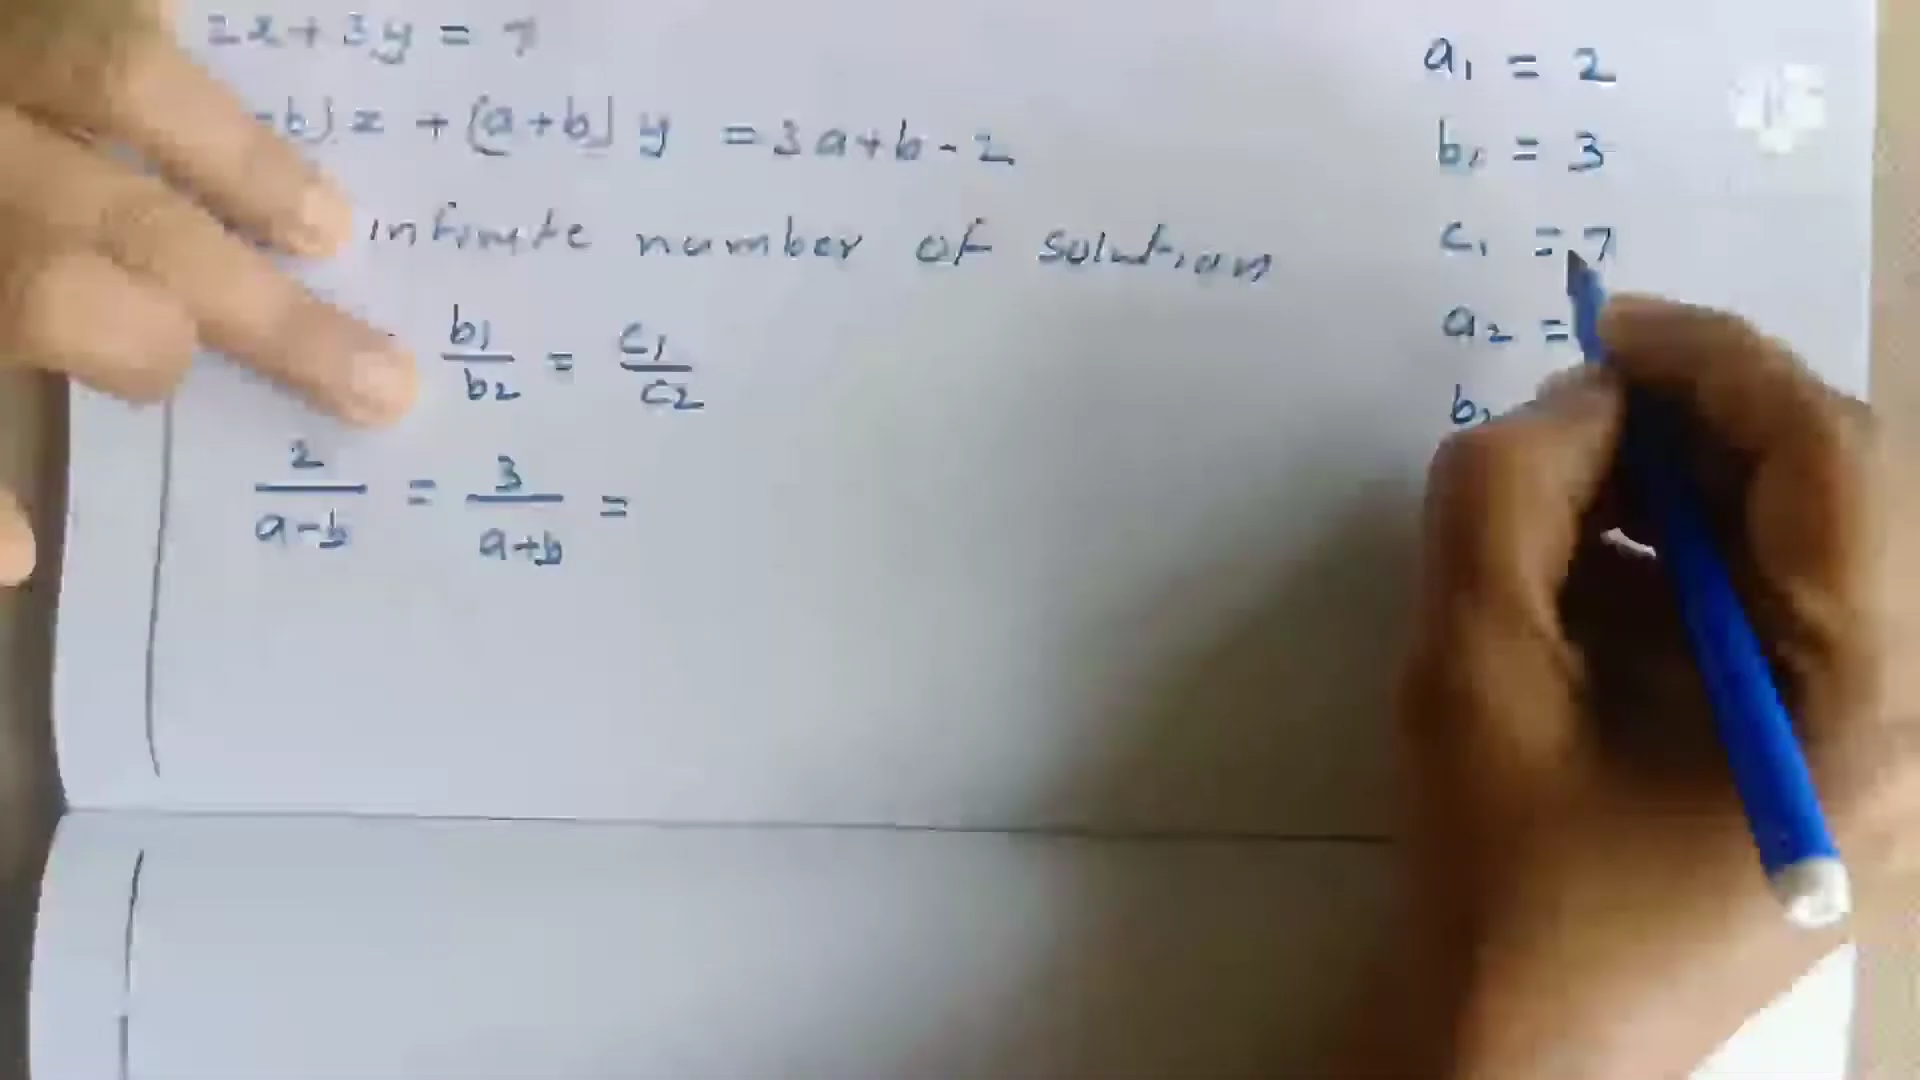 2x + 3y = 7
-b)x + (a+b) y = 3a+b-2
infinite number of solution
b1/b2 = c1/c2
2/(a-b) = 3/(a+b) =
a1 = 2
b1 = 3
c1 = 7
a2 =
b2